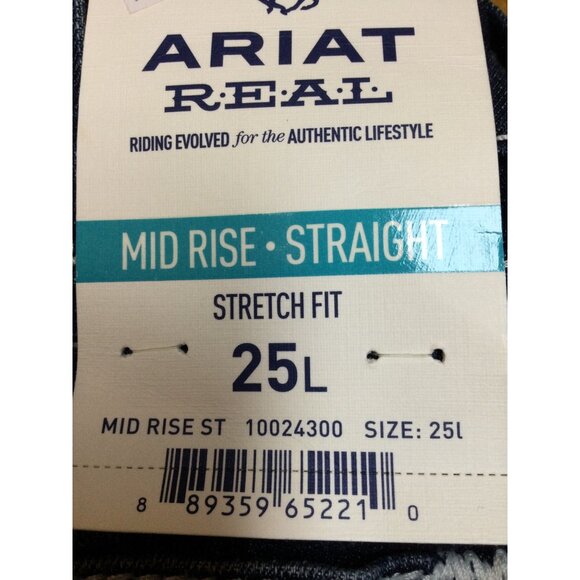 ARIAT
R·E·A·L
RIDING EVOLVED for the AUTHENTIC LIFESTYLE
MID RISE • STRAIGHT
STRETCH FIT
25L
MID RISE ST 10024300 SIZE: 25l
8 89359 65221 0